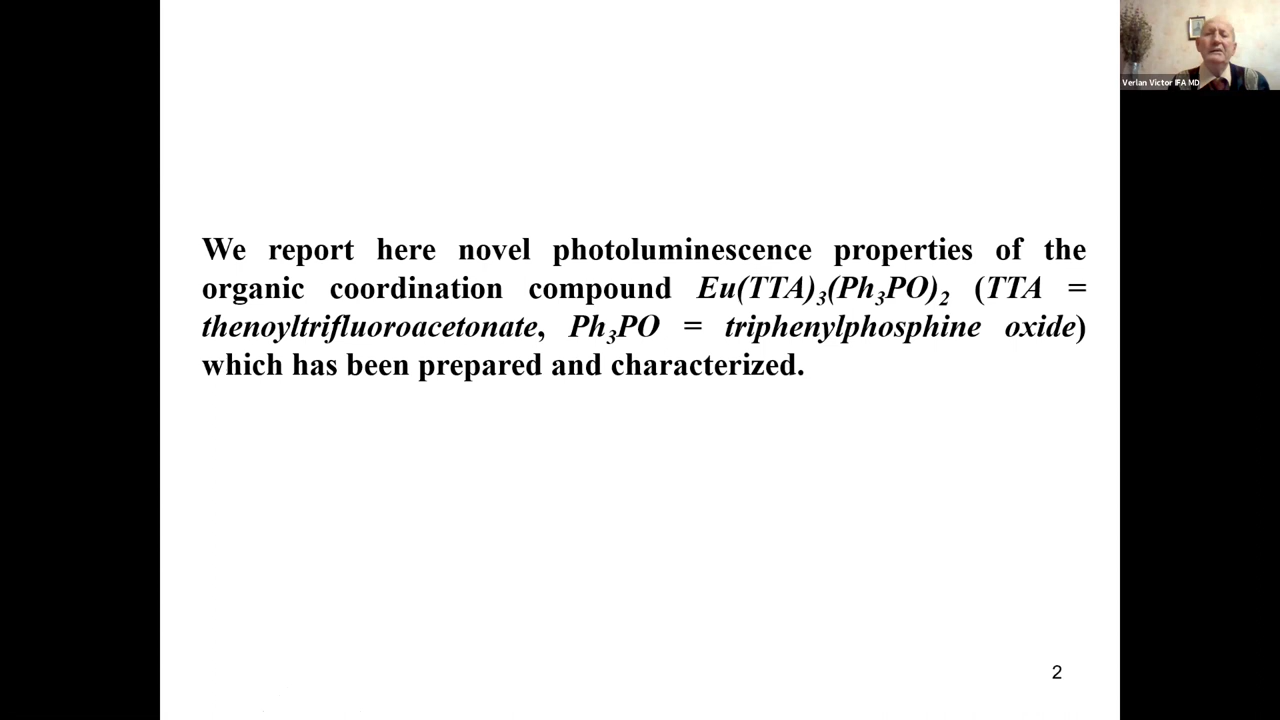 Verlan Victor IFA MD
We report here novel photoluminescence properties of the
organic coordination compound Eu(TTA)₃(Ph₃PO)₂ (TTA =
thenoyltrifluoroacetonate, Ph₃PO = triphenylphosphine oxide)
which has been prepared and characterized.
2